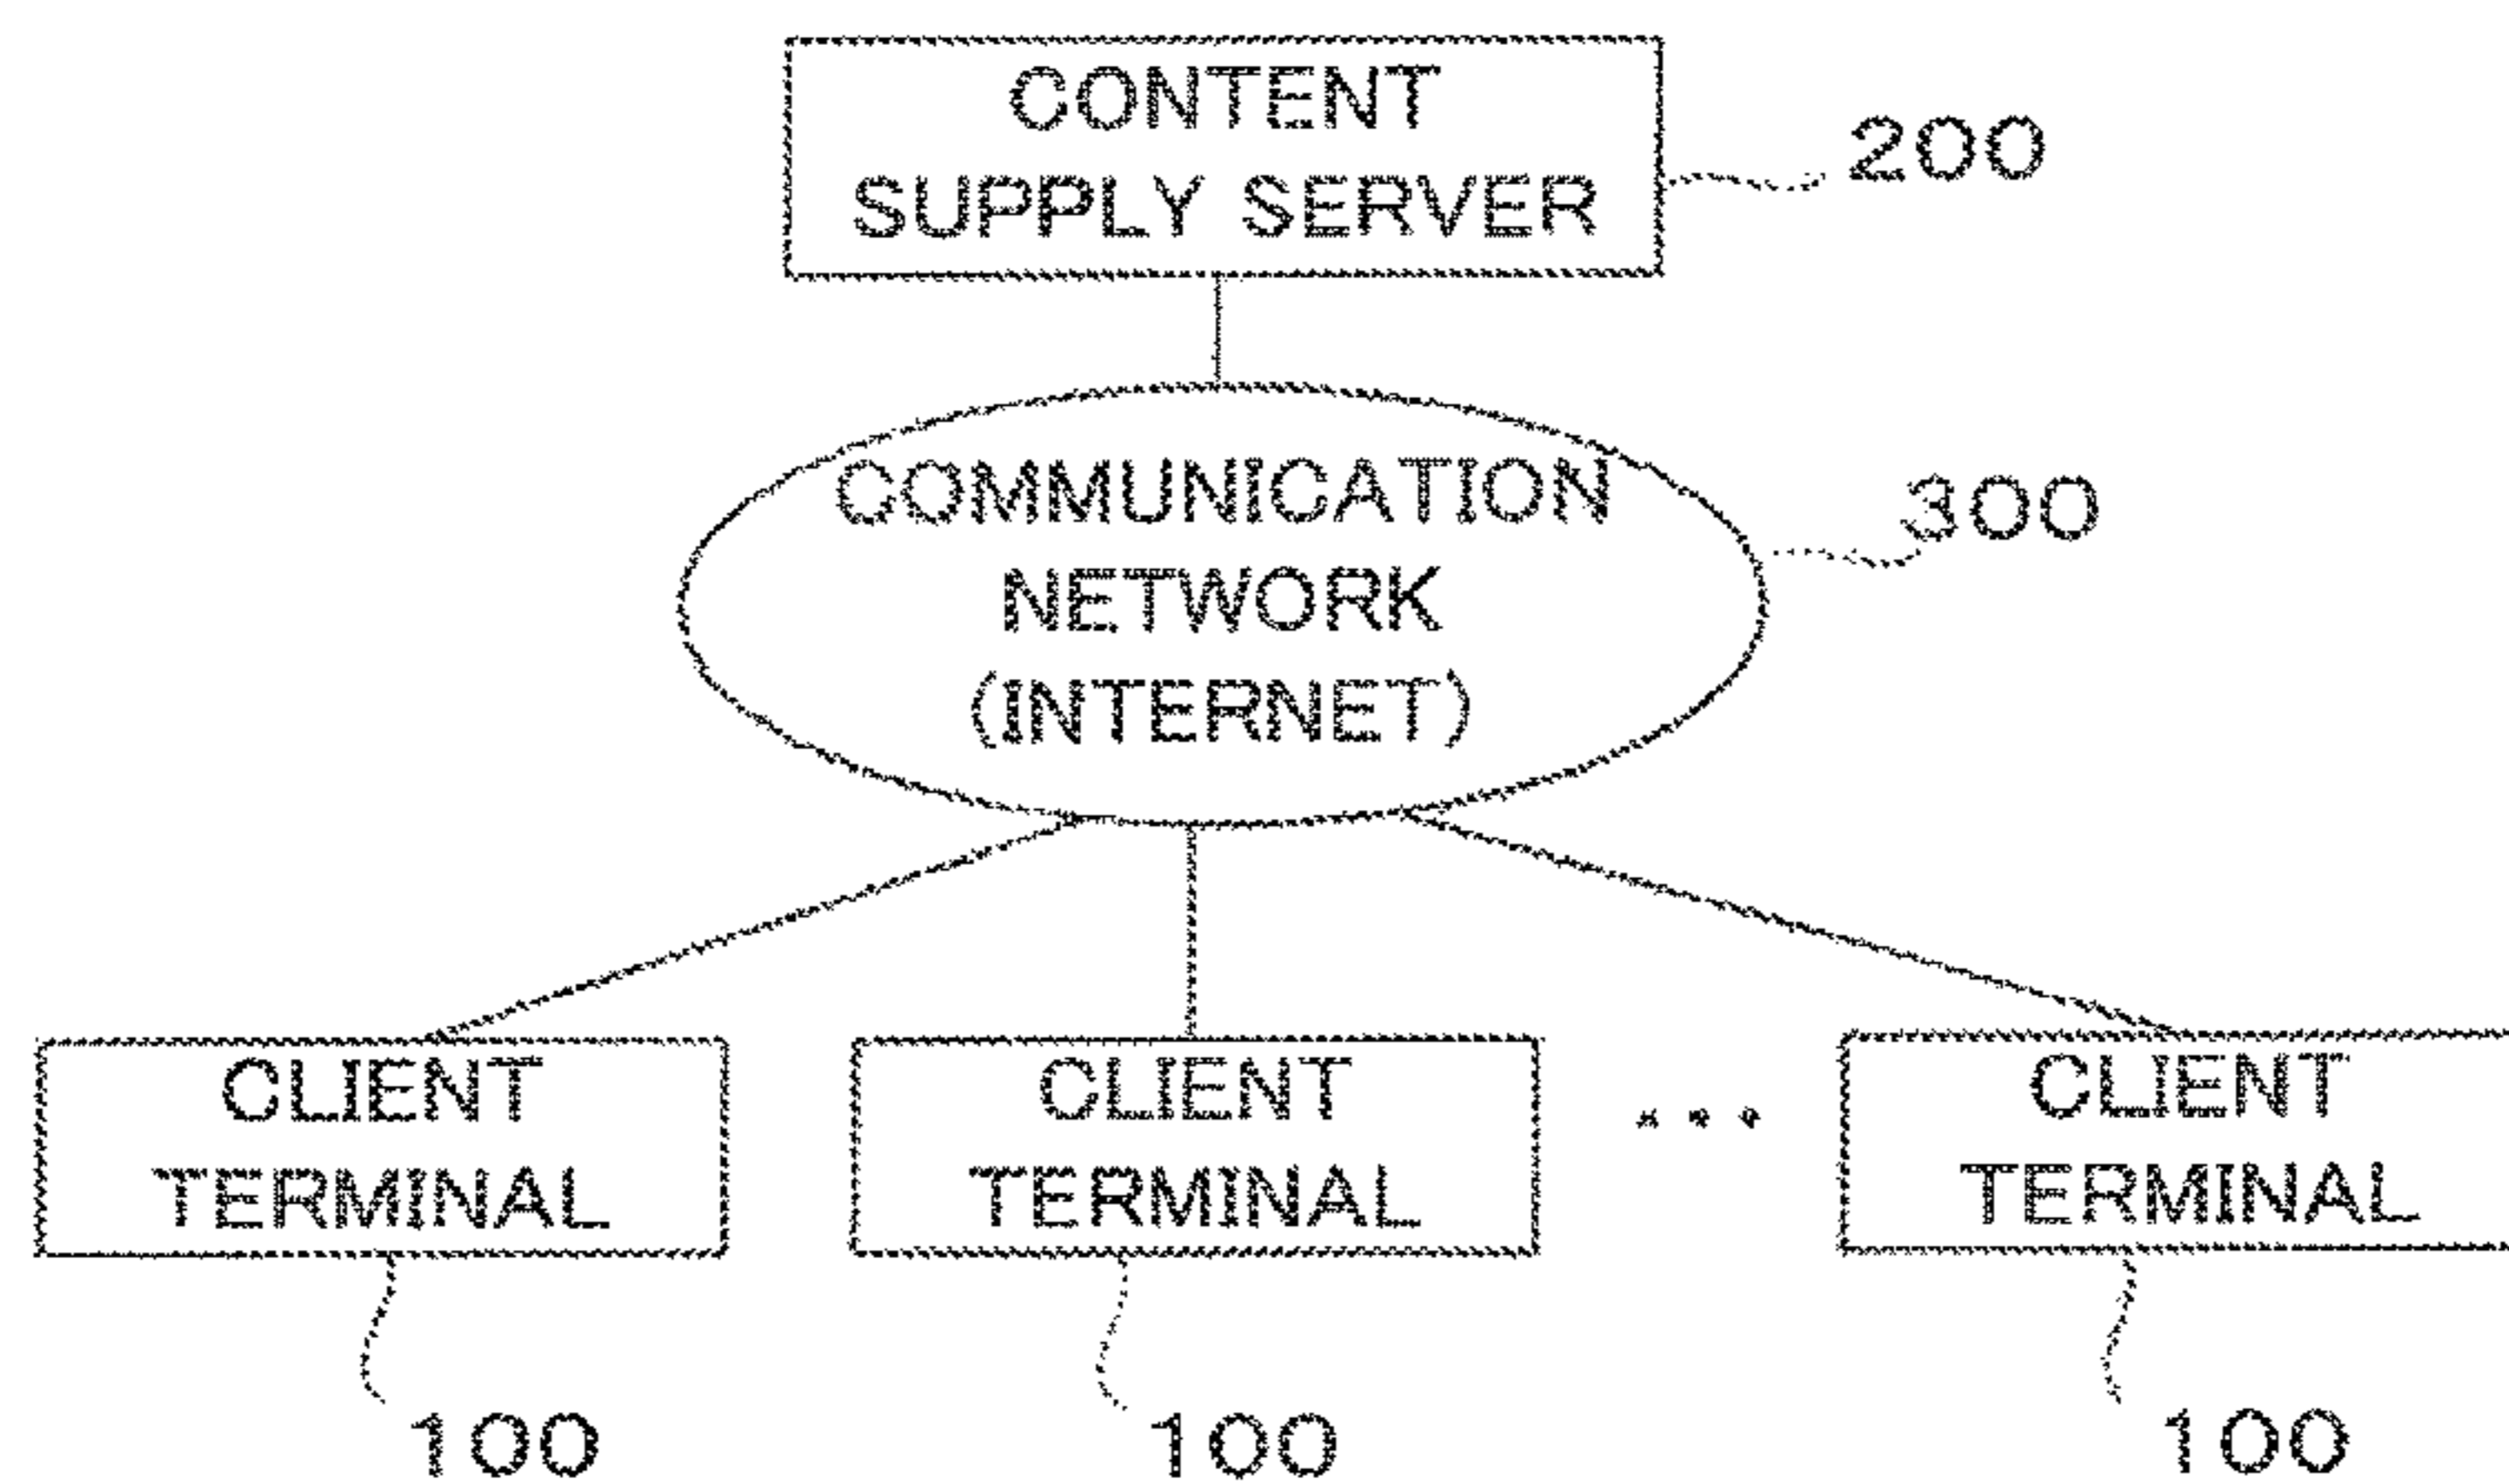 CONTENT
SUPPLY SERVER
200
COMMUNICATION
NETWORK
(INTERNET)
300
CLIENT
TERMINAL
CLIENT
TERMINAL
...
CLIENT
TERMINAL
100
100
100